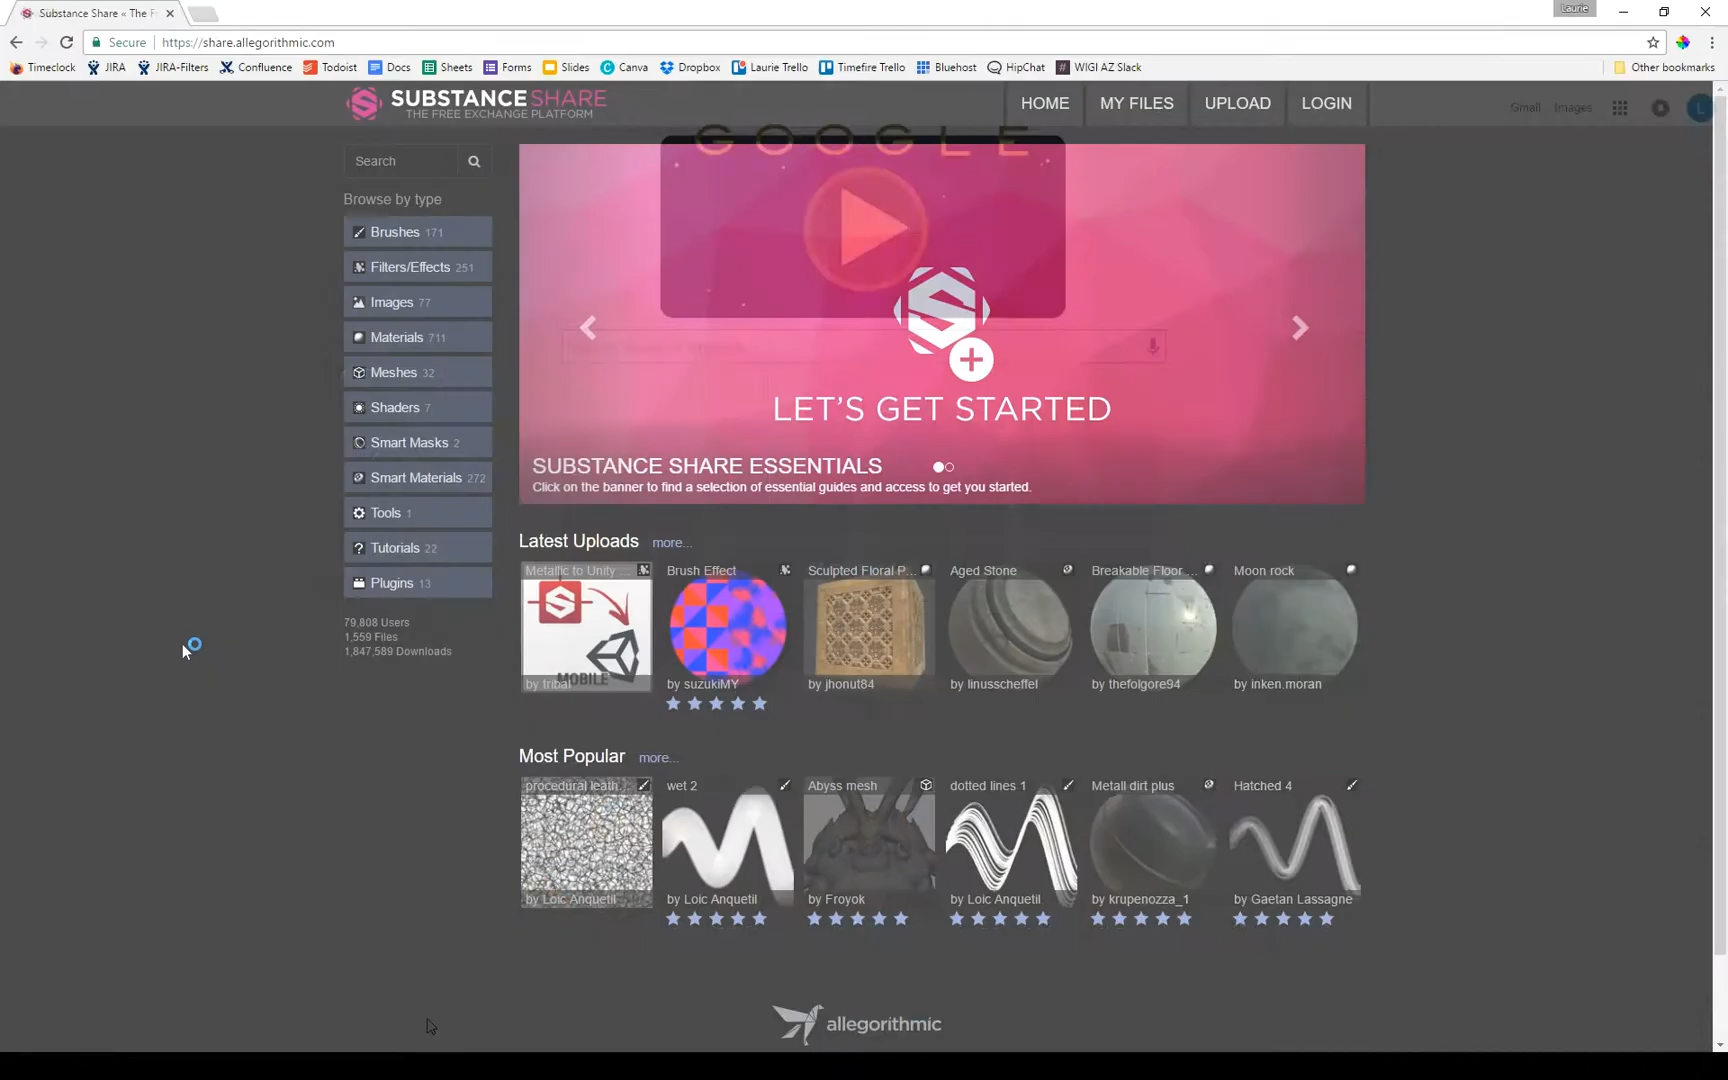 Substance Share « The F
Laurie
Secure https://share.allegorithmic.com
Timeclock JIRA JIRA-Filters Confluence Todoist Docs Sheets Forms Slides Canva Dropbox Laurie Trello Timefire Trello Bluehost HipChat WIGI AZ Slack Other bookmarks
SUBSTANCE SHARE
THE FREE EXCHANGE PLATFORM
HOME MY FILES UPLOAD LOGIN
Gmail Images L
GOOGLE
Search
Browse by type
Brushes 171
Filters/Effects 251
Images 77
Materials 711
Meshes 32
Shaders 7
Smart Masks 2
Smart Materials 272
Tools 1
Tutorials 22
Plugins 13
79,808 Users
1,559 Files
1,847,589 Downloads
LET'S GET STARTED
SUBSTANCE SHARE ESSENTIALS
Click on the banner to find a selection of essential guides and access to get you started.
Latest Uploads more...
Metallic to Unity ... Brush Effect Sculpted Floral P... Aged Stone Breakable Floor ... Moon rock
MOBILE
by tribal by suzukiMY by jhonut84 by linusscheffel by thefolgore94 by inken.moran
Most Popular more...
procedural leath... wet 2 Abyss mesh dotted lines 1 Metall dirt plus Hatched 4
by Loic Anquetil by Loic Anquetil by Froyok by Loic Anquetil by krupenozza_1 by Gaetan Lassagne
allegorithmic